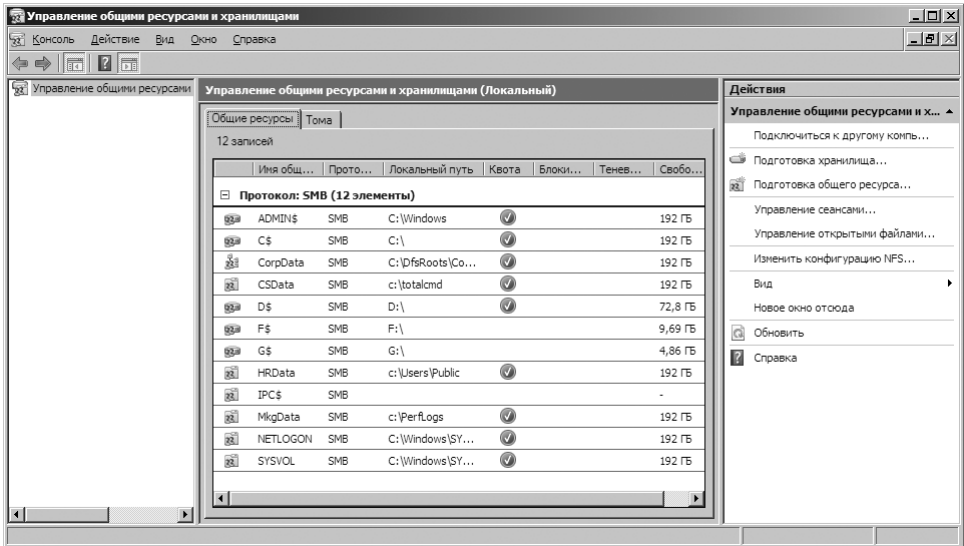 Управление общими ресурсами и хранилищами
Консоль Действие Вид Окно Справка
Управление общими ресурсами
Управление общими ресурсами и хранилищами (Локальный)
Общие ресурсы Тома
12 записей
Имя общ... Прото... Локальный путь Квота Блоки... Тенев... Свобо...
Протокол: SMB (12 элементы)
ADMIN$ SMB C:\Windows 192 ГБ
C$ SMB C:\ 192 ГБ
CorpData SMB C:\DfsRoots\Co... 192 ГБ
CSData SMB c:\totalcmd 192 ГБ
D$ SMB D:\ 72,8 ГБ
F$ SMB F:\ 9,69 ГБ
G$ SMB G:\ 4,86 ГБ
HRData SMB c:\Users\Public 192 ГБ
IPC$ SMB -
MkgData SMB c:\PerfLogs 192 ГБ
NETLOGON SMB C:\Windows\SY... 192 ГБ
SYSVOL SMB C:\Windows\SY... 192 ГБ
Действия
Управление общими ресурсами и х...
Подключиться к другому компь...
Подготовка хранилища...
Подготовка общего ресурса...
Управление сеансами...
Управление открытыми файлами...
Изменить конфигурацию NFS...
Вид
Новое окно отсюда
Обновить
Справка